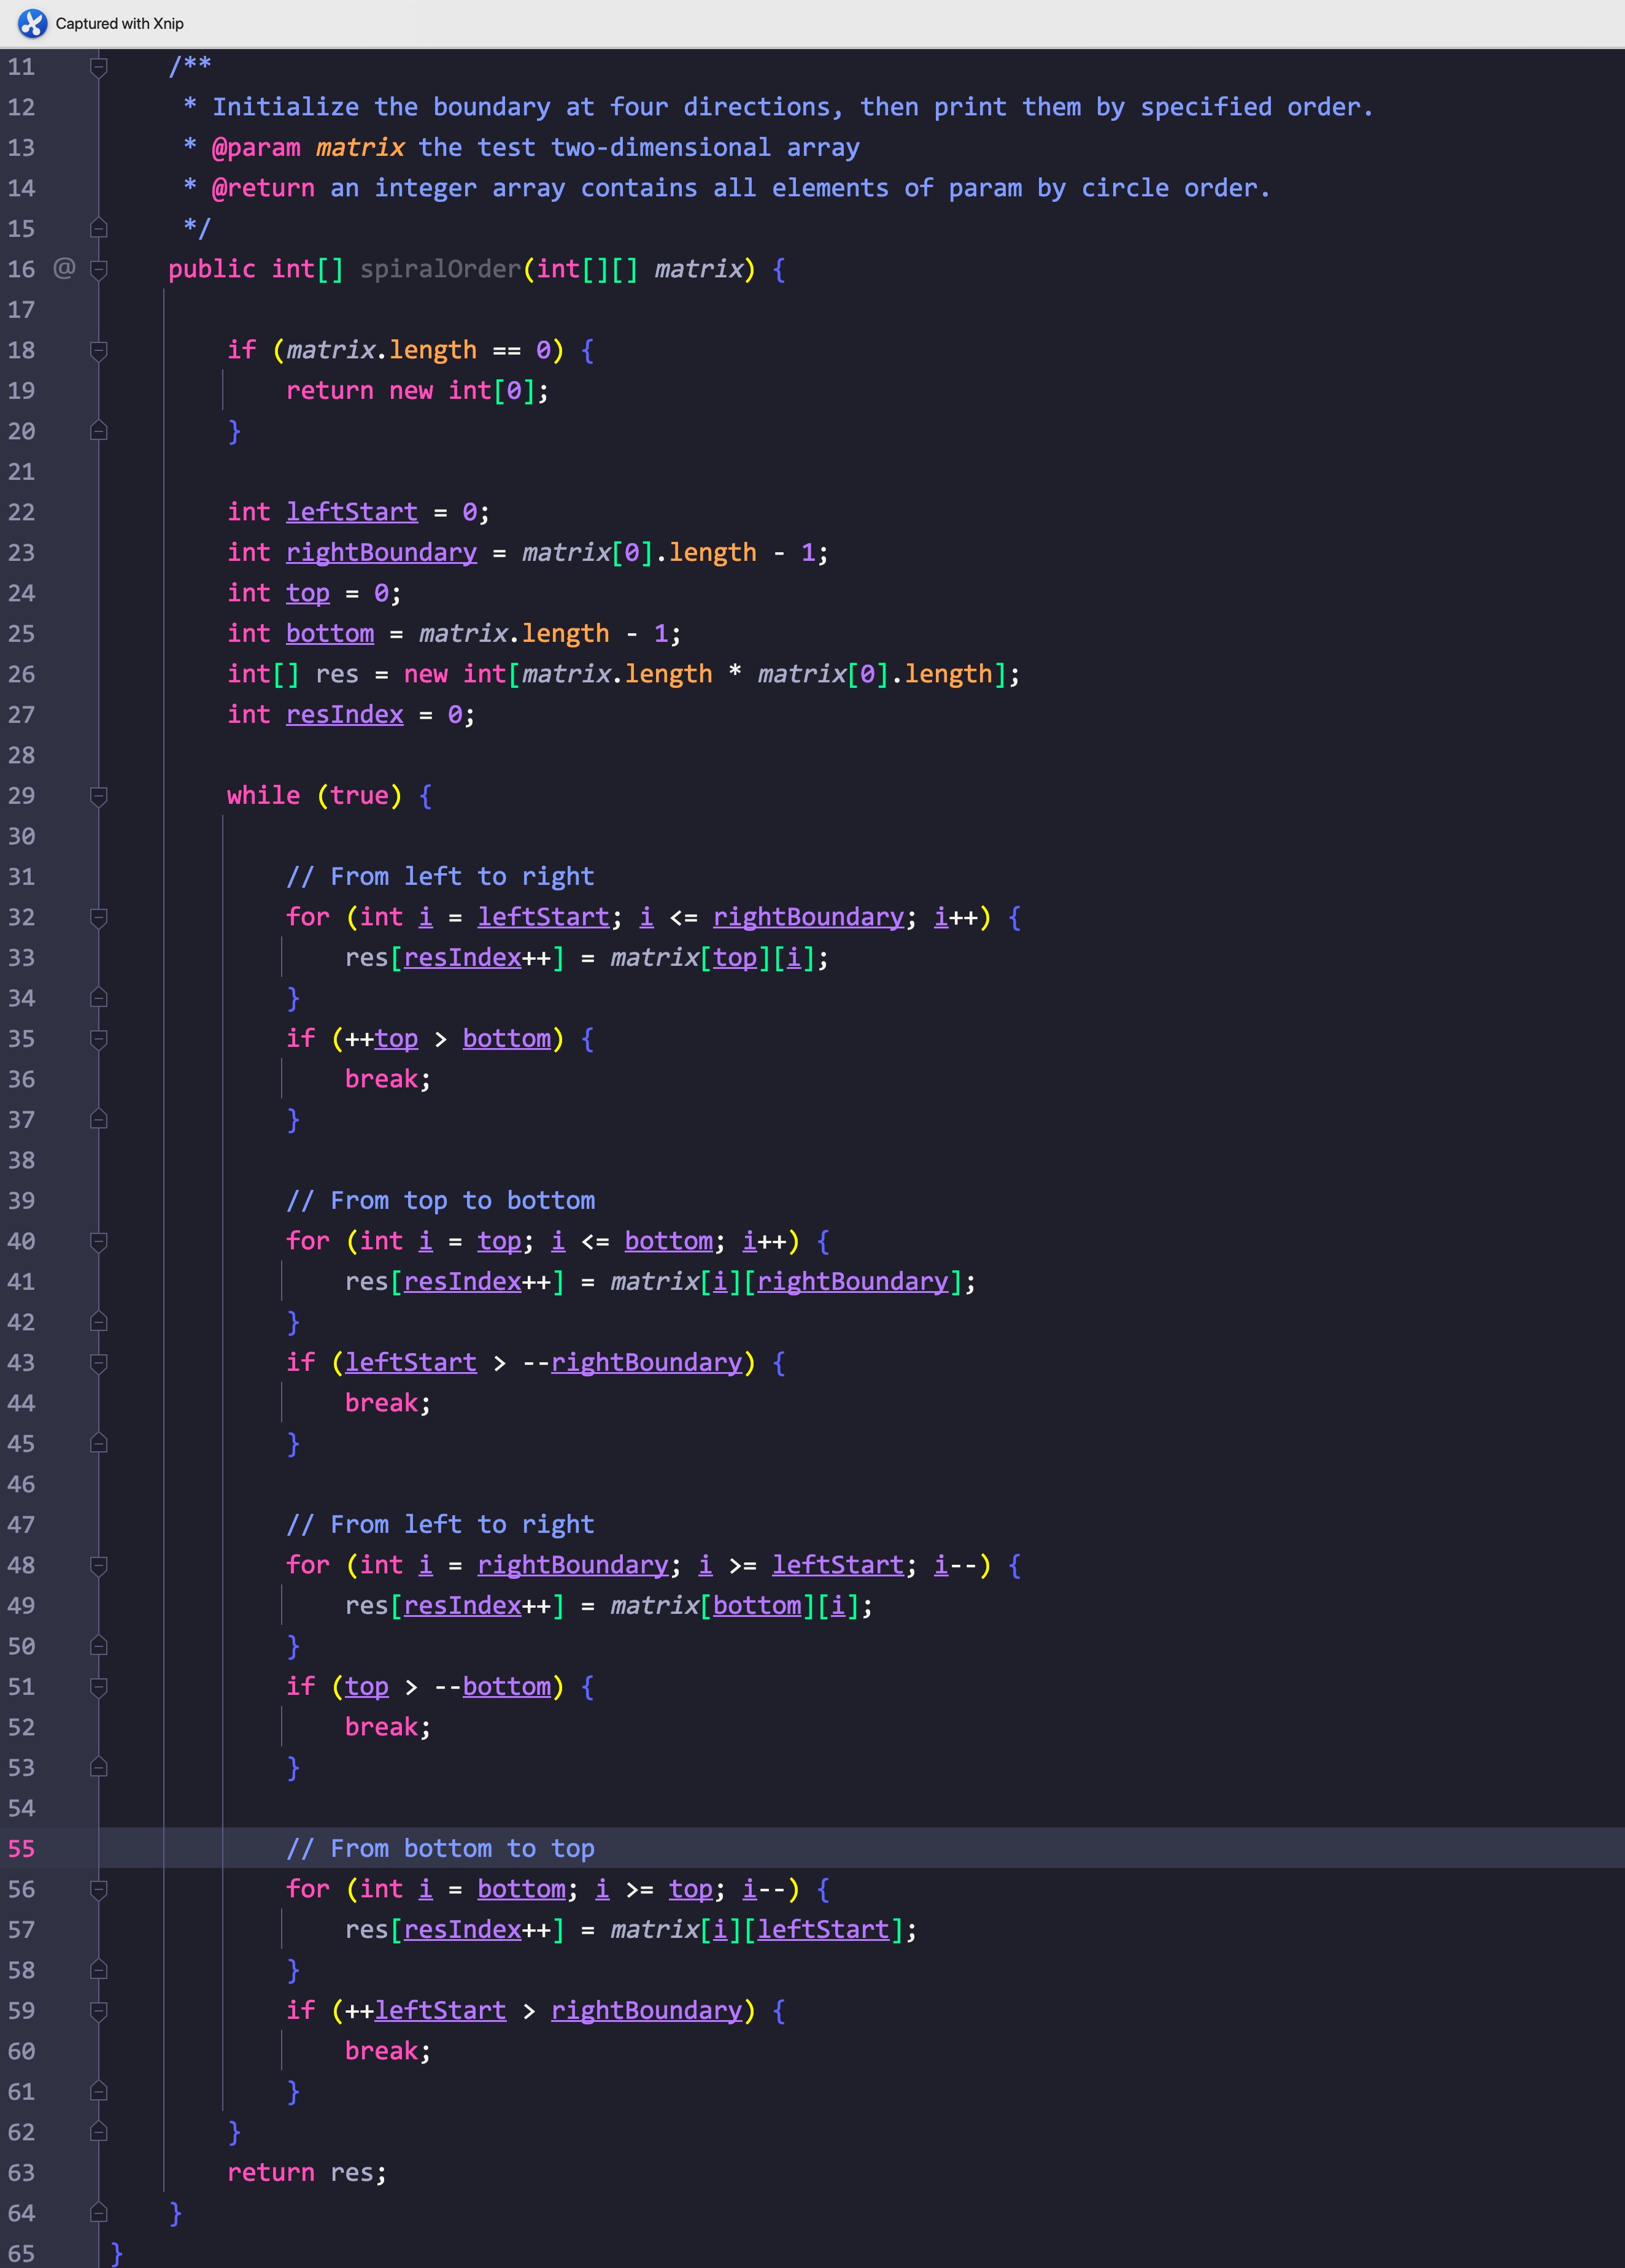 Captured with Xnip
11 /**
12 * Initialize the boundary at four directions, then print them by specified order.
13 * @param matrix the test two-dimensional array
14 * @return an integer array contains all elements of param by circle order.
15 */
16 @ public int[] spiralOrder(int[][] matrix) {
17
18 if (matrix.length == 0) {
19 return new int[0];
20 }
21
22 int leftStart = 0;
23 int rightBoundary = matrix[0].length - 1;
24 int top = 0;
25 int bottom = matrix.length - 1;
26 int[] res = new int[matrix.length * matrix[0].length];
27 int resIndex = 0;
28
29 while (true) {
30
31 // From left to right
32 for (int i = leftStart; i <= rightBoundary; i++) {
33 res[resIndex++] = matrix[top][i];
34 }
35 if (++top > bottom) {
36 break;
37 }
38
39 // From top to bottom
40 for (int i = top; i <= bottom; i++) {
41 res[resIndex++] = matrix[i][rightBoundary];
42 }
43 if (leftStart > --rightBoundary) {
44 break;
45 }
46
47 // From left to right
48 for (int i = rightBoundary; i >= leftStart; i--) {
49 res[resIndex++] = matrix[bottom][i];
50 }
51 if (top > --bottom) {
52 break;
53 }
54
55 // From bottom to top
56 for (int i = bottom; i >= top; i--) {
57 res[resIndex++] = matrix[i][leftStart];
58 }
59 if (++leftStart > rightBoundary) {
60 break;
61 }
62 }
63 return res;
64 }
65 }